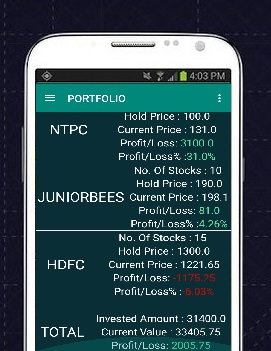 4:03 PM
PORTFOLIO
Hold Price : 100.0
NTPC
Current Price : 131.0
Profit/Loss: 3100.0
Profit/Loss% :31.0%
No. Of Stocks : 10
Hold Price : 190.0
JUNIORBEES
Current Price : 198.1
Profit/Loss: 81.0
Profit/Loss% :4.26%
No. Of Stocks : 15
Hold Price : 1300.0
HDFC
Current Price : 1221.65
Profit/Loss: -1175.25
Profit/Loss% : -6.03%
Invested Amount : 31400.0
TOTAL
Current Value : 33405.75
Profit/Loss: 2005.75